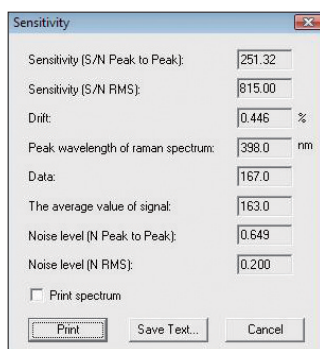 Sensitivity
Sensitivity (S/N Peak to Peak): 251.32
Sensitivity (S/N RMS): 815.00
Drift: 0.446 %
Peak wavelength of raman spectrum: 398.0 nm
Data: 167.0
The average value of signal: 163.0
Noise level (N Peak to Peak): 0.649
Noise level (N RMS): 0.200
Print spectrum
Print Save Text... Cancel